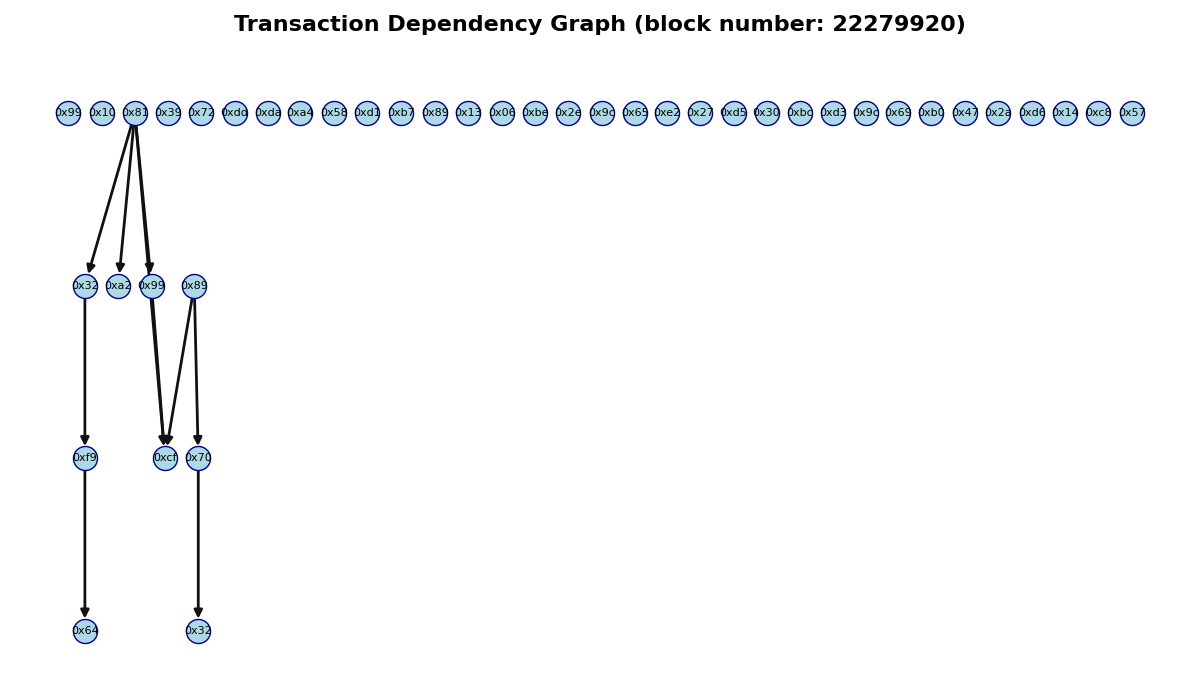 Transaction Dependency Graph (block number: 22279920)
0x99 0x10 0x81 0x39 0x72 0xdd 0xda 0xa4 0x58 0xd1 0xb7 0x89 0x13 0x06 0xbe 0x2e 0x9c 0x65 0xe2 0x27 0xd5 0x30 0xbc 0xd3 0x9c 0x69 0xb0 0x47 0x2a 0xd6 0x14 0xc8 0x57
0x32 0xa2 0x99 0x89
0xf9 0xcf 0x70
0x64 0x32